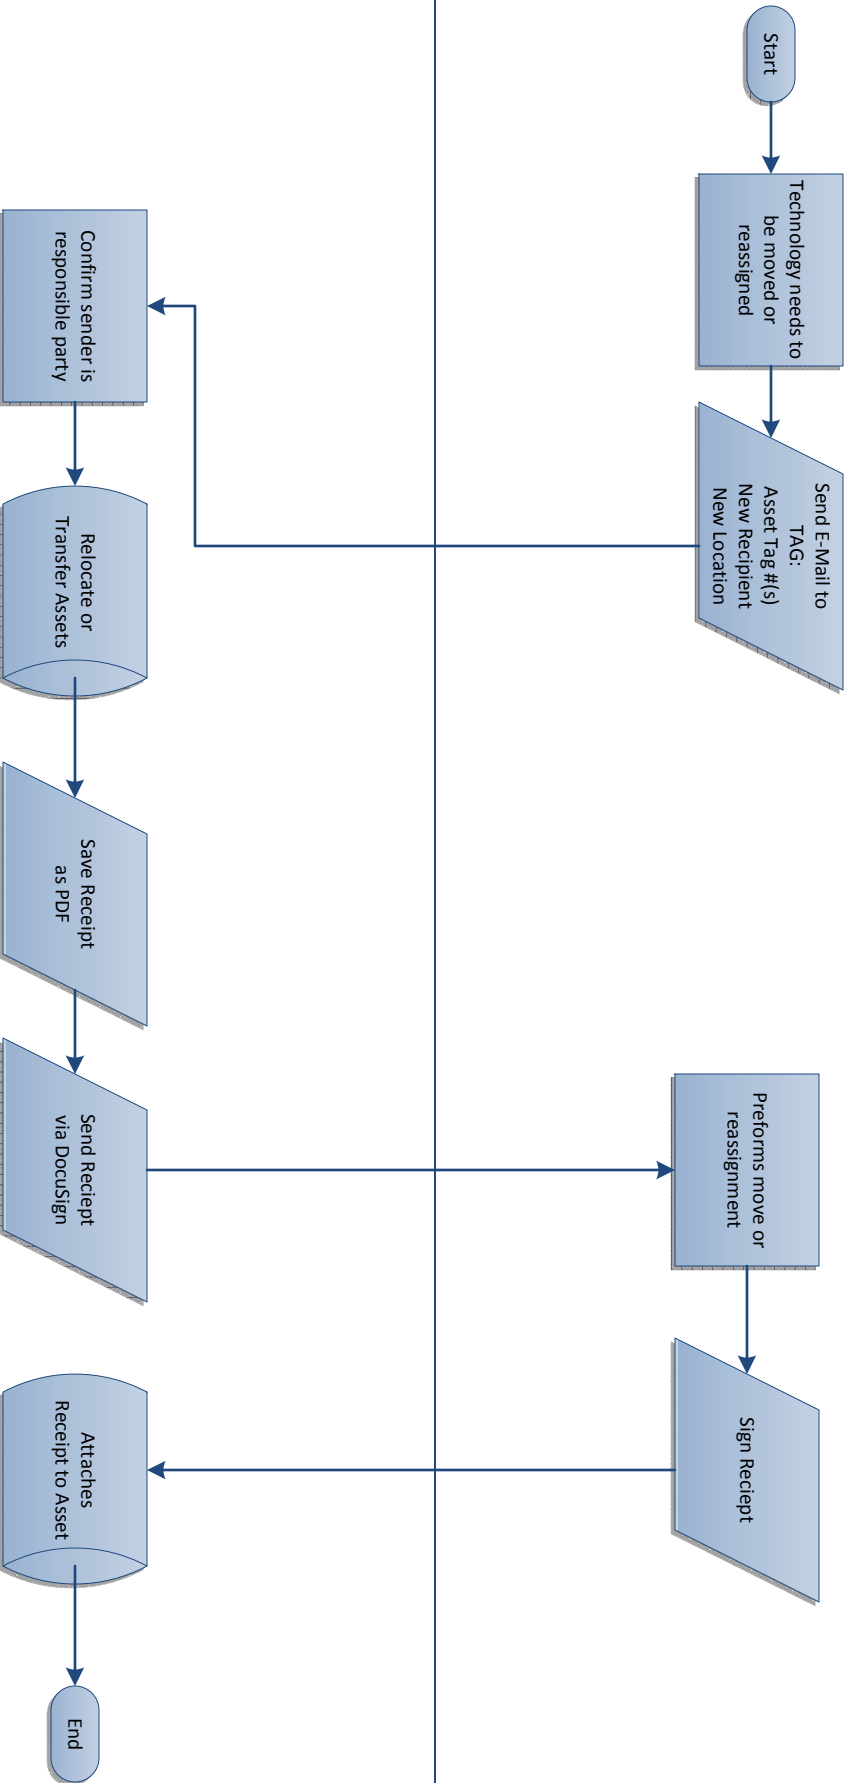 Start
Technology needs to
be moved or
reassigned
Send E-Mail to
TAG:
Asset Tag #(s)
New Recipient
New Location
Confirm sender is
responsible party
Relocate or
Transfer Assets
Save Receipt
as PDF
Send Reciept
via DocuSign
Preforms move or
reassignment
Sign Reciept
Attaches
Receipt to Asset
End